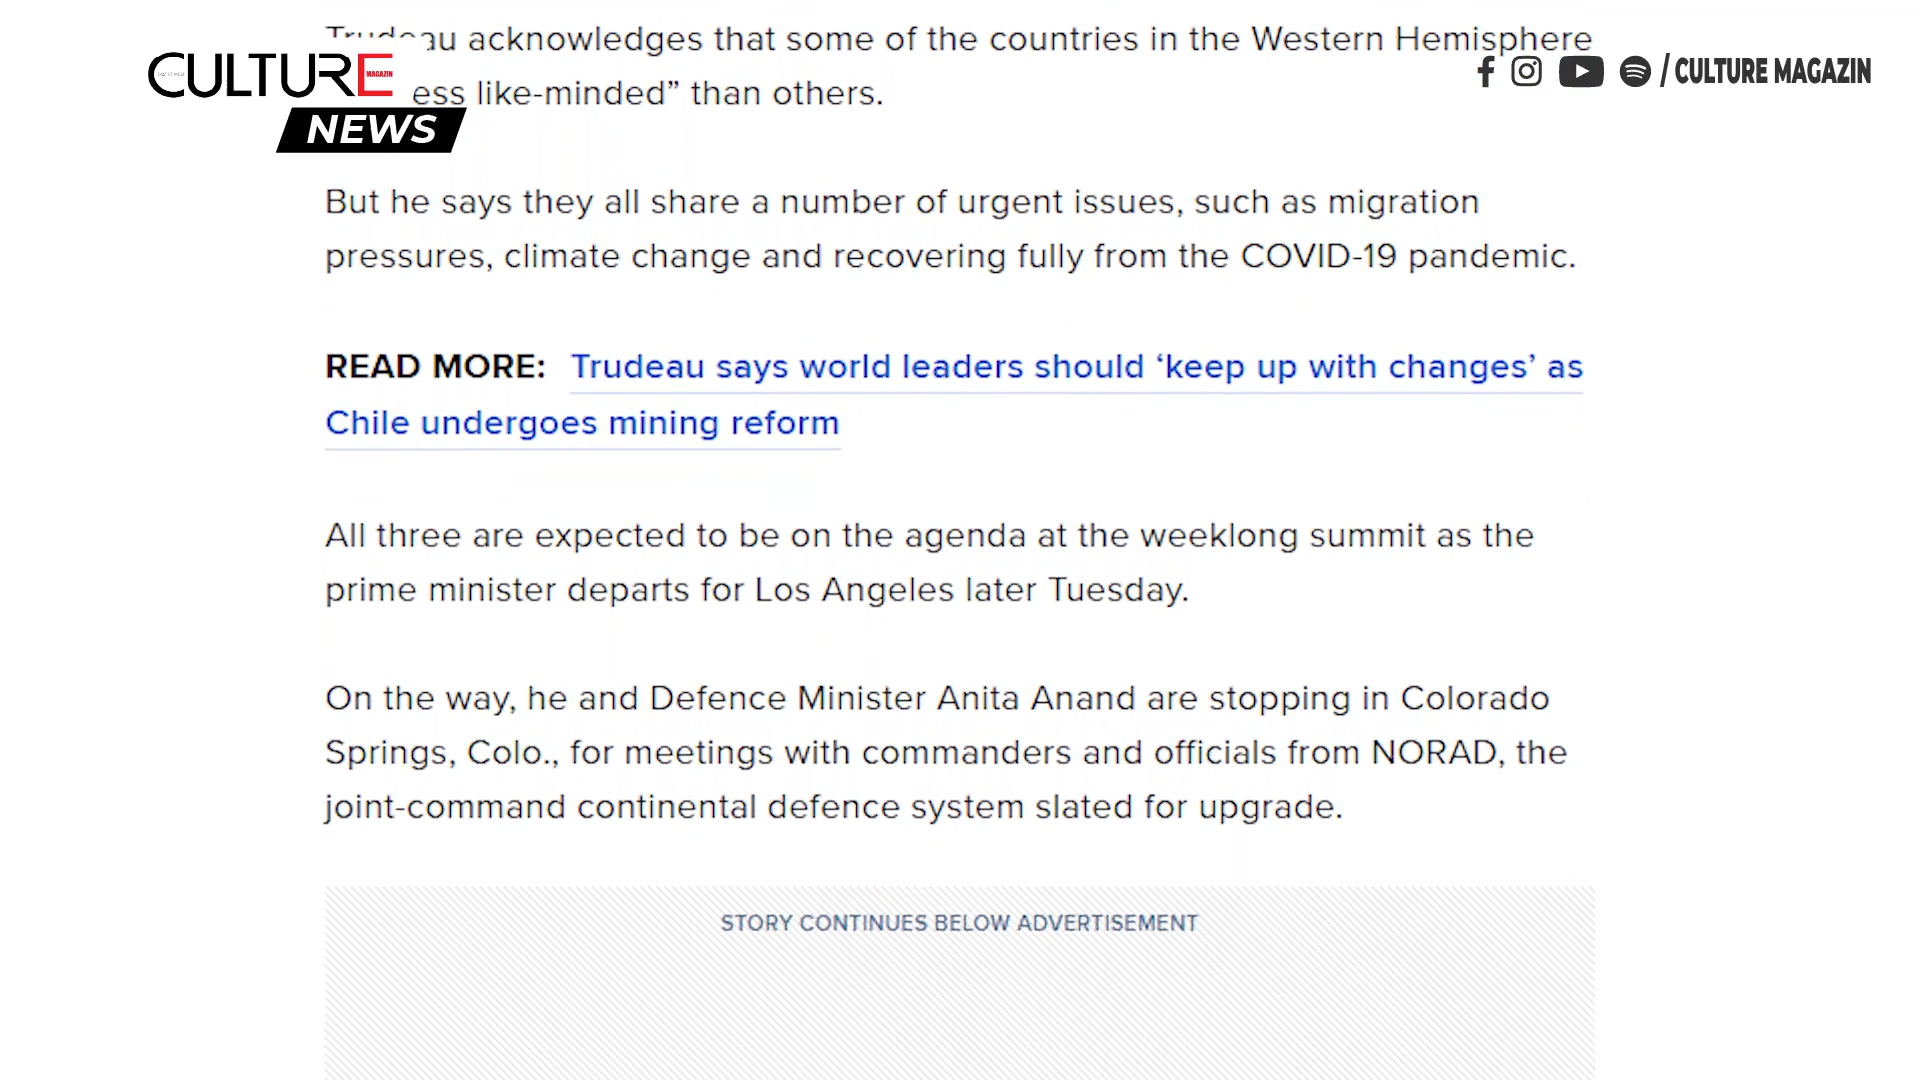 Trudeau acknowledges that some of the countries in the Western Hemisphere
ess like-minded” than others.
CULTURE
MAGAZIN
NEWS
/ CULTURE MAGAZIN
But he says they all share a number of urgent issues, such as migration
pressures, climate change and recovering fully from the COVID-19 pandemic.
READ MORE: Trudeau says world leaders should ‘keep up with changes’ as
Chile undergoes mining reform
All three are expected to be on the agenda at the weeklong summit as the
prime minister departs for Los Angeles later Tuesday.
On the way, he and Defence Minister Anita Anand are stopping in Colorado
Springs, Colo., for meetings with commanders and officials from NORAD, the
joint-command continental defence system slated for upgrade.
STORY CONTINUES BELOW ADVERTISEMENT